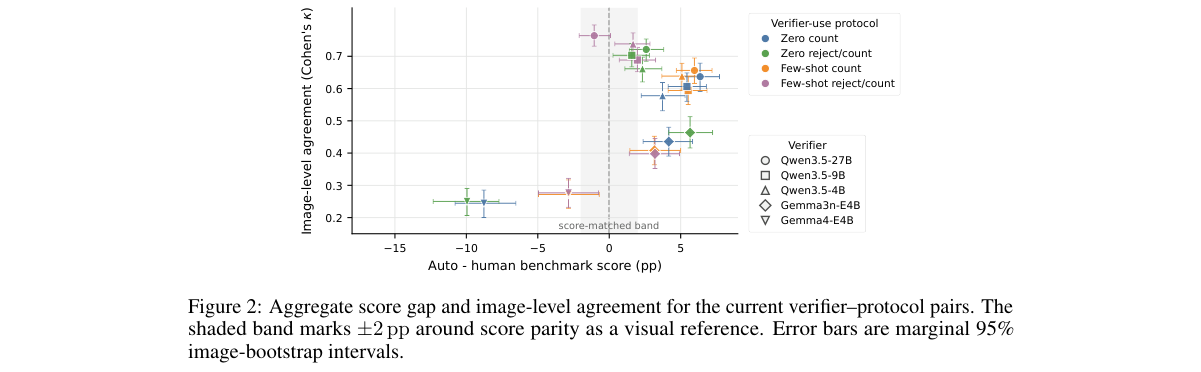 Image-level agreement (Cohen's κ)
0.7
0.6
0.5
0.4
0.3
0.2
score-matched band
−15
−10
−5
0
5
Auto - human benchmark score (pp)
Verifier-use protocol
Zero count
Zero reject/count
Few-shot count
Few-shot reject/count
Verifier
Qwen3.5-27B
Qwen3.5-9B
Qwen3.5-4B
Gemma3n-E4B
Gemma4-E4B
Figure 2: Aggregate score gap and image-level agreement for the current verifier–protocol pairs. The
shaded band marks ±2 pp around score parity as a visual reference. Error bars are marginal 95%
image-bootstrap intervals.